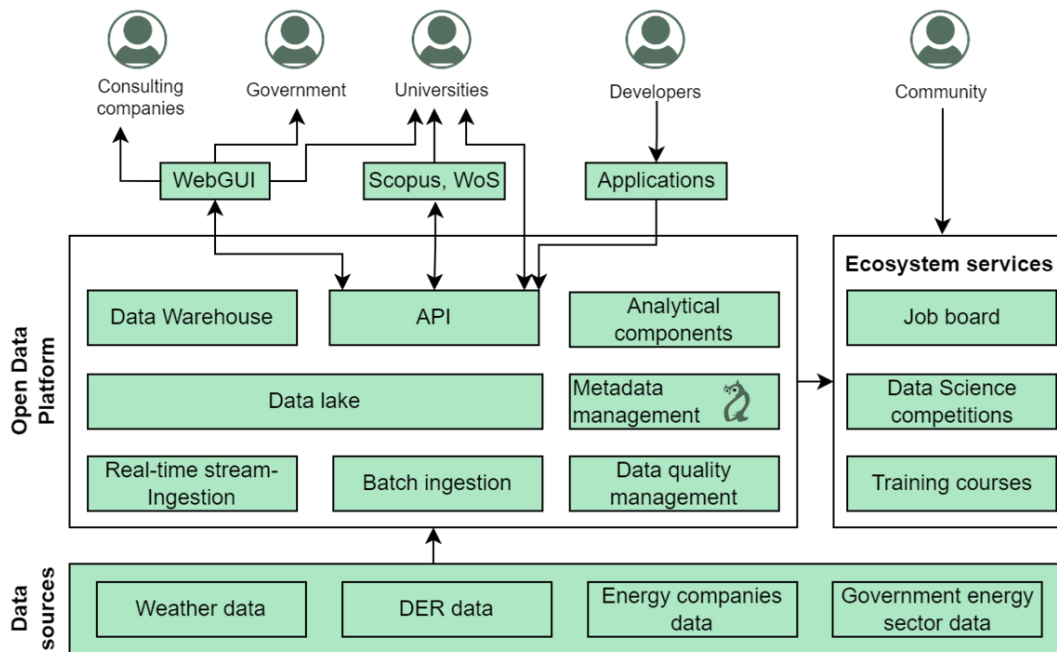 Consulting
companies
Government
Universities
Developers
Community
WebGUI
Scopus, WoS
Applications
Open Data
Platform
Data Warehouse
API
Analytical
components
Data lake
Metadata
management
Real-time stream-
Ingestion
Batch ingestion
Data quality
management
Ecosystem services
Job board
Data Science
competitions
Training courses
Data
sources
Weather data
DER data
Energy companies
data
Government energy
sector data